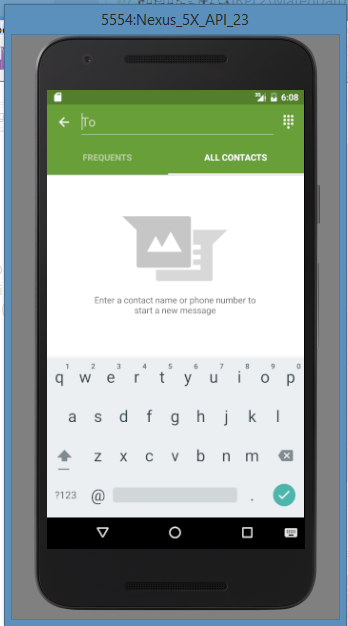 5554:Nexus_5X_API_23
6:08
To
FREQUENTS
ALL CONTACTS
Enter a contact name or phone number to
start a new message
1 2 3 4 5 6 7 8 9 0
q w e r t y u i o p
a s d f g h j k l
z x c v b n m
?123 @ .